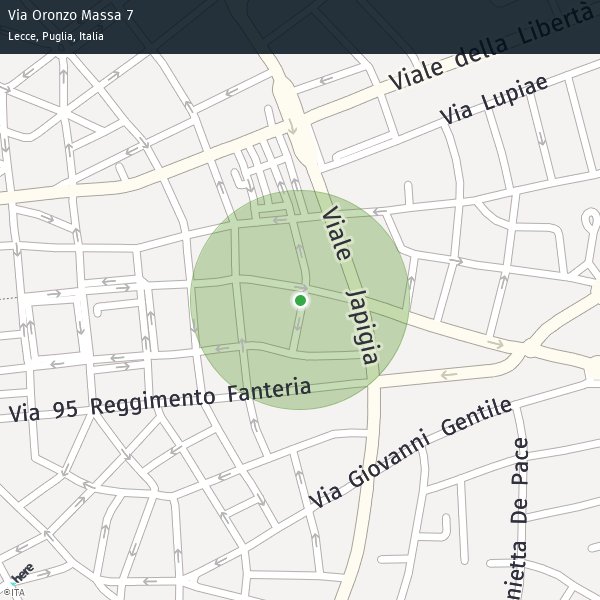 Via Oronzo Massa 7
Lecce, Puglia, Italia
Viale della Libertà
Via Lupiae
Viale Japigia
Via 95 Reggimento Fanteria
Via Giovanni Gentile
nietta De Pace
here
©ITA